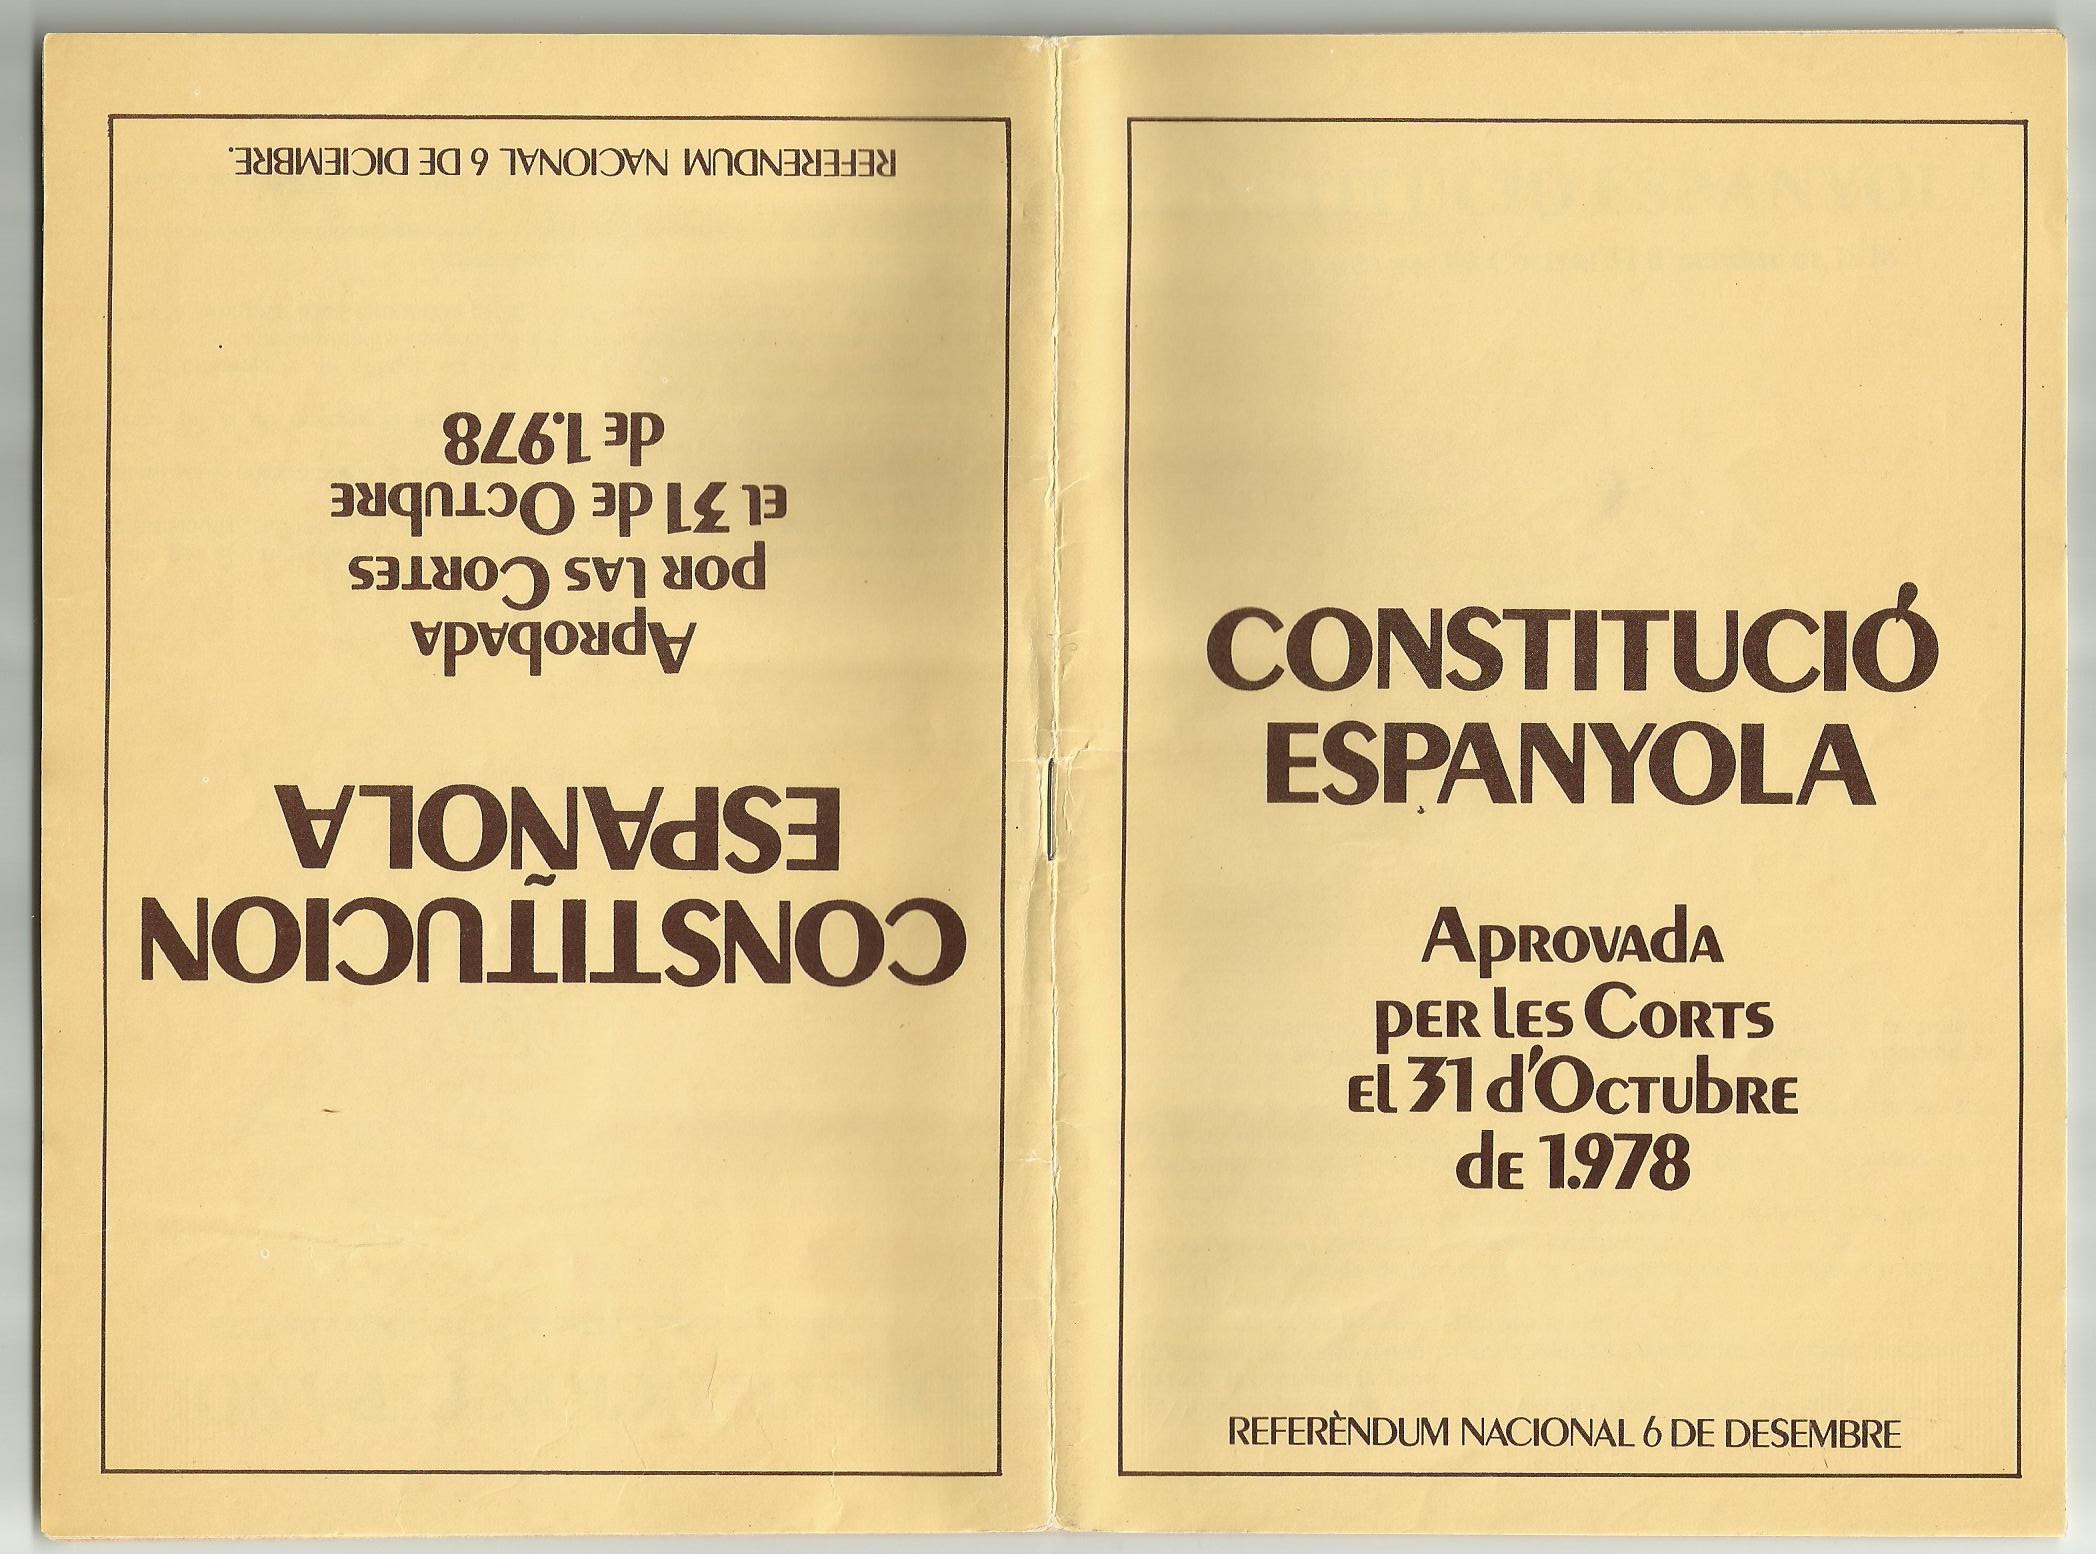 CONSTITUCION
ESPAÑOLA
Aprobada
por las Cortes
el 31 de Octubre
de 1.978
REFERENDUM NACIONAL 6 DE DICIEMBRE.
CONSTITUCIÓ
ESPANYOLA
Aprovada
per les Corts
el 31 d'Octubre
de 1.978
REFERÈNDUM NACIONAL 6 DE DESEMBRE